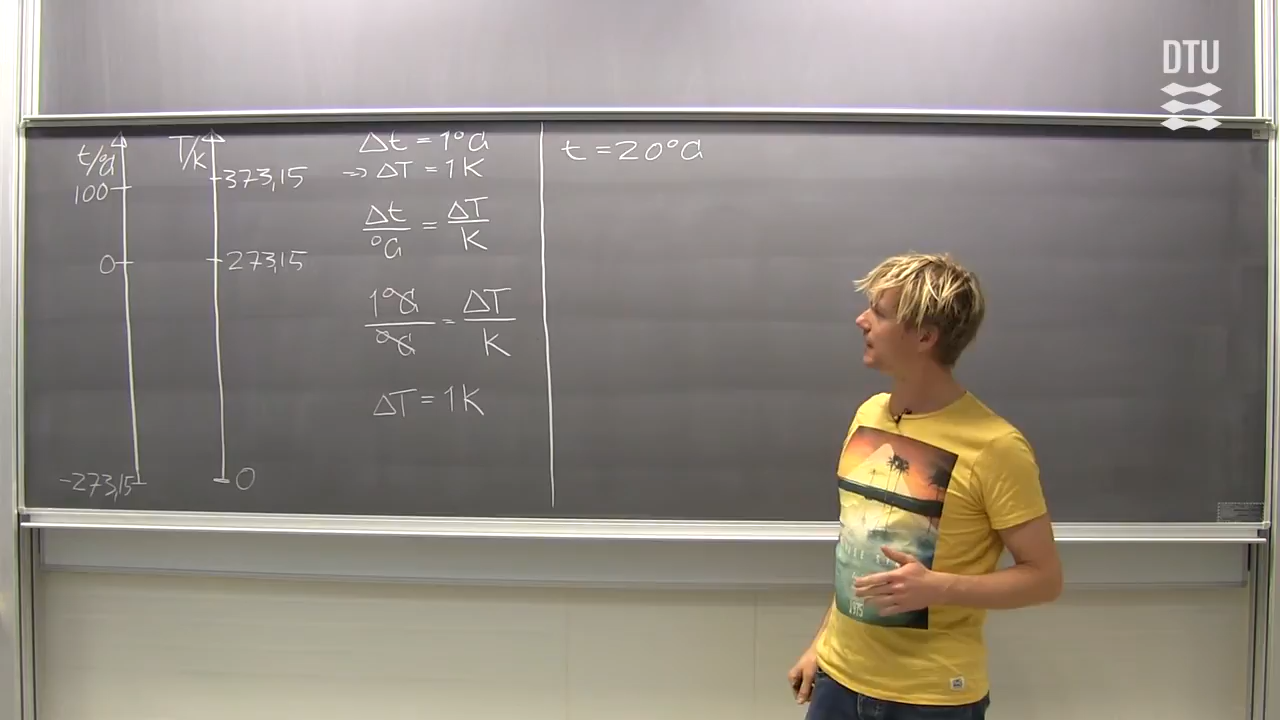 t/°C
100
0
-273,15
T/K
373,15
273,15
0
Δt = 1°C
⇒ ΔT = 1K
Δt/°C = ΔT/K
1°C/°C = ΔT/K
ΔT = 1K
t = 20°C
DTU
1975